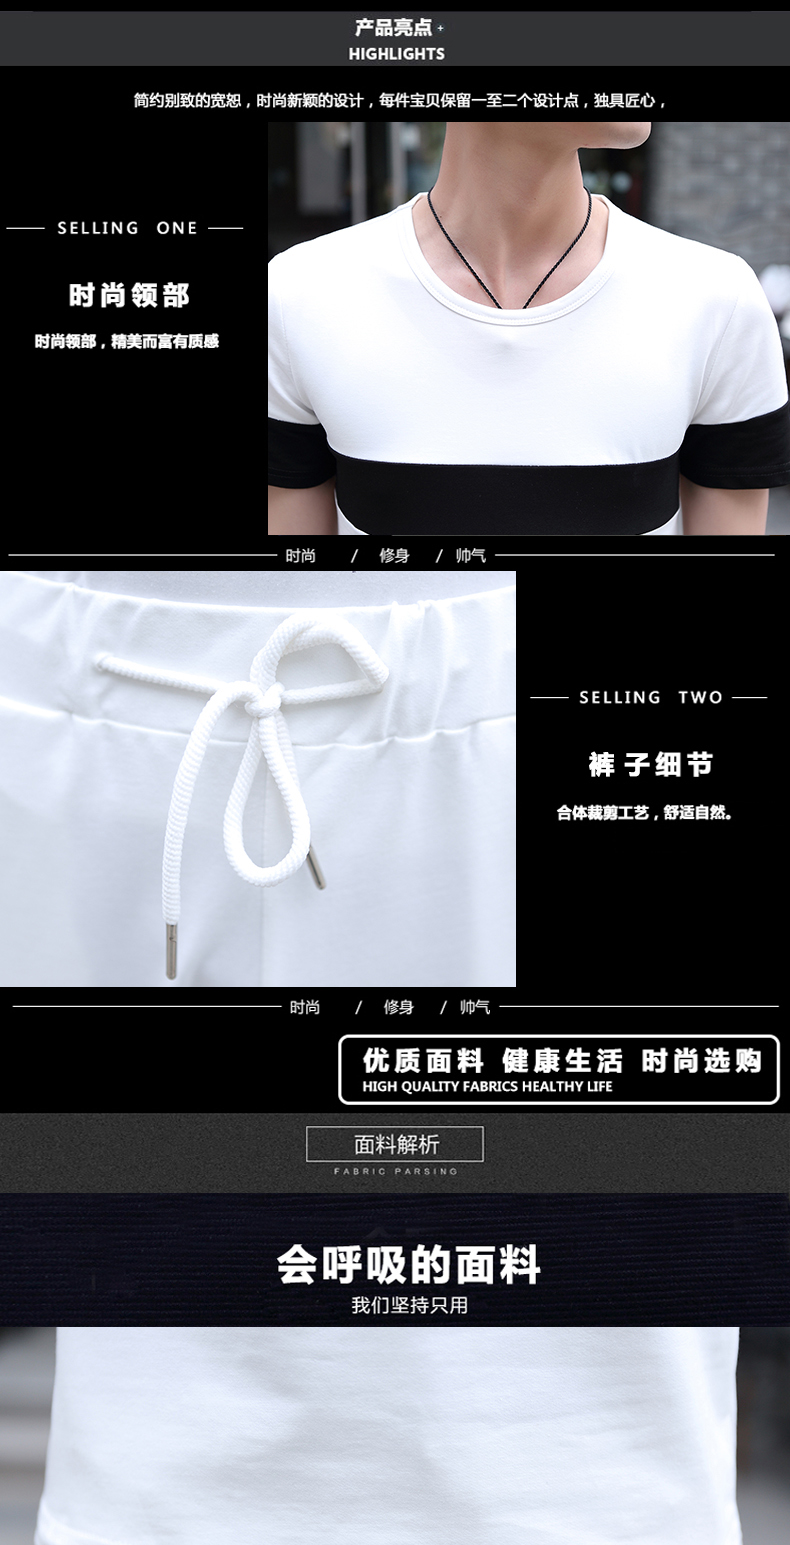 产品亮点+
HIGHLIGHTS
简约别致的宽恕，时尚新颖的设计，每件宝贝保留一至二个设计点，独具匠心，
SELLING ONE
时尚领部
时尚领部，精美而富有质感
时尚 / 修身 / 帅气
SELLING TWO
裤子细节
合体裁剪工艺，舒适自然。
时尚 / 修身 / 帅气
优质面料 健康生活 时尚选购
HIGH QUALITY FABRICS HEALTHY LIFE
面料解析
FABRIC PARSING
会呼吸的面料
我们坚持只用